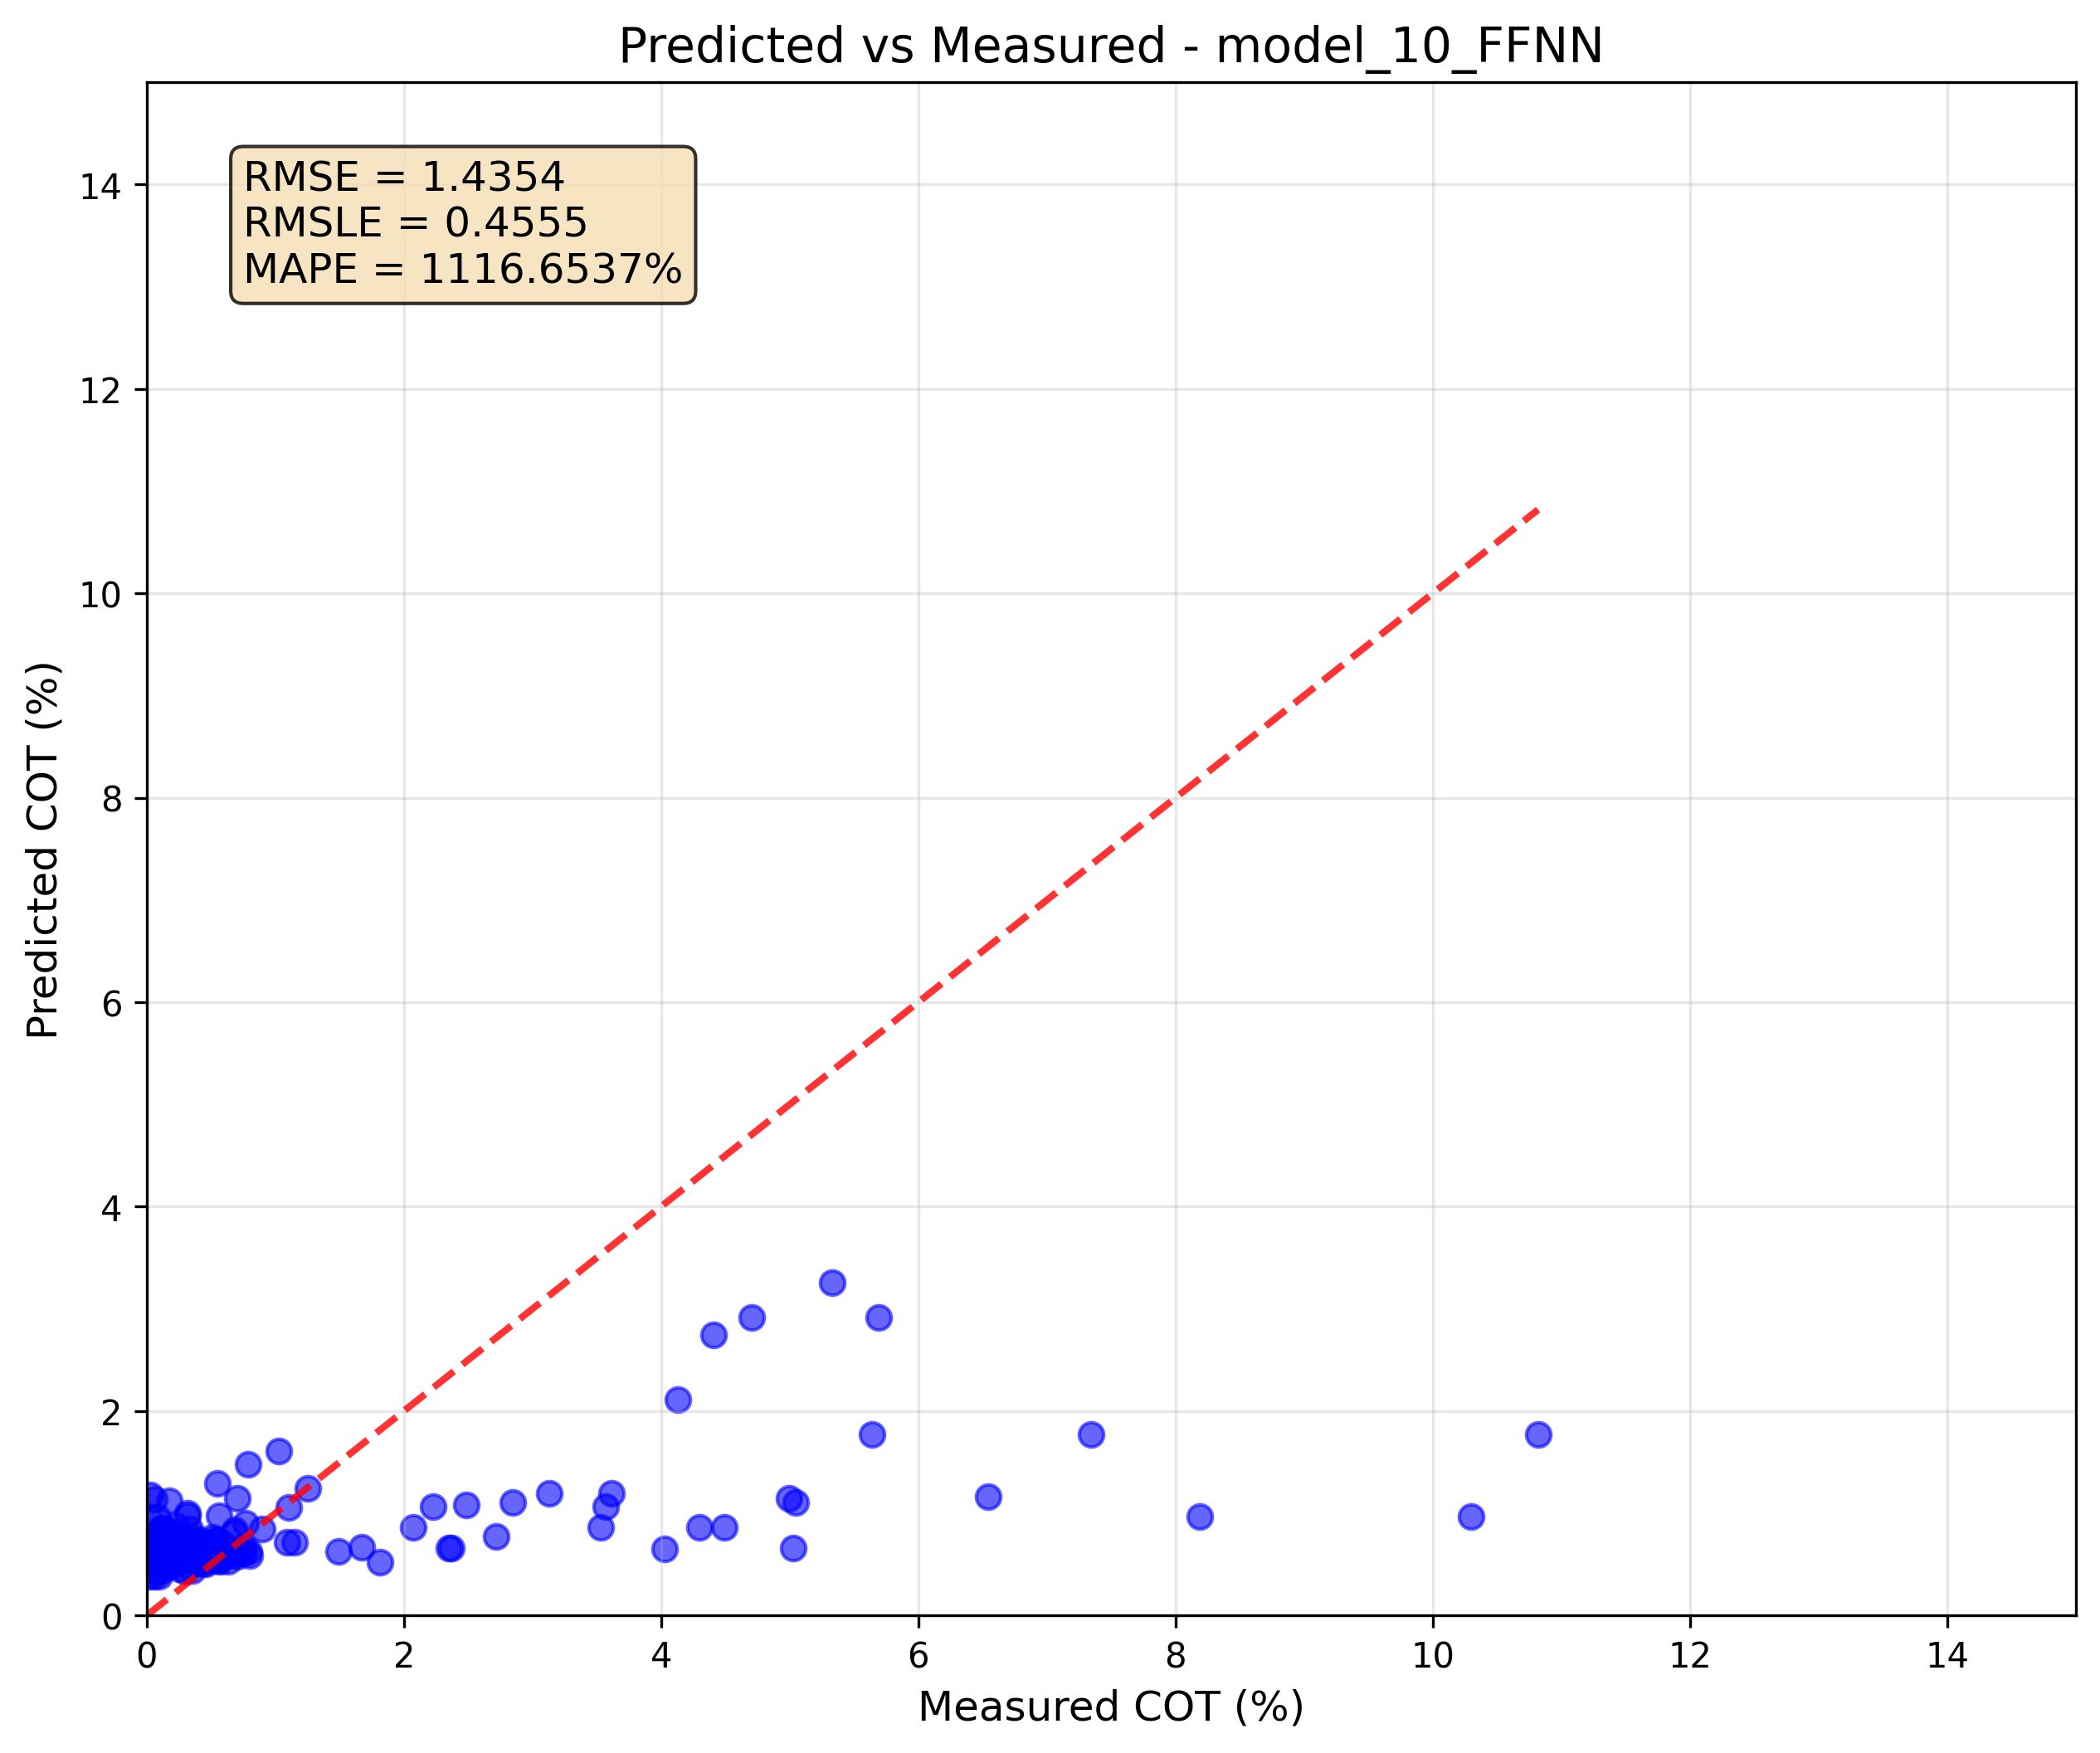 Predicted vs Measured - model_10_FFNN
RMSE = 1.4354
RMSLE = 0.4555
MAPE = 1116.6537%
Predicted COT (%)
14
12
10
8
6
4
2
0
0 2 4 6 8 10 12 14
Measured COT (%)